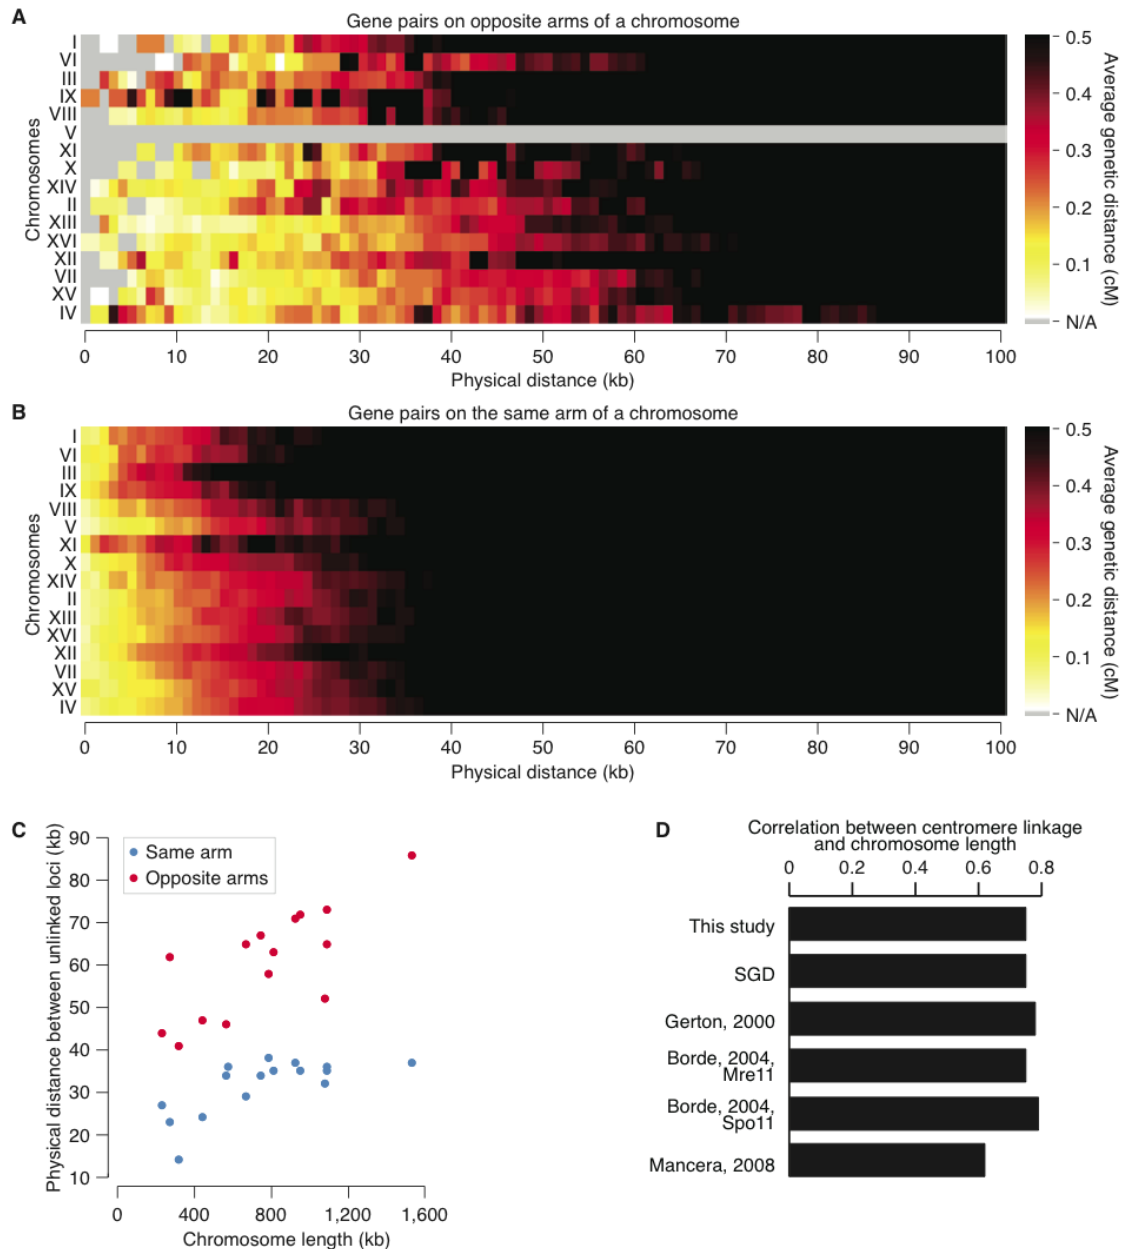 A
Gene pairs on opposite arms of a chromosome
Chromosomes
I
VI
III
IX
VIII
V
XI
X
XIV
II
XIII
XVI
XII
VII
XV
IV
0 10 20 30 40 50 60 70 80 90 100
Physical distance (kb)
0.5
0.4
0.3
0.2
0.1
N/A
Average genetic distance (cM)
B
Gene pairs on the same arm of a chromosome
Chromosomes
I
VI
III
IX
VIII
V
XI
X
XIV
II
XIII
XVI
XII
VII
XV
IV
0 10 20 30 40 50 60 70 80 90 100
Physical distance (kb)
0.5
0.4
0.3
0.2
0.1
N/A
Average genetic distance (cM)
C
Physical distance between unlinked loci (kb)
90
80
70
60
50
40
30
20
10
Same arm
Opposite arms
0 400 800 1,200 1,600
Chromosome length (kb)
D
Correlation between centromere linkage
and chromosome length
0 0.2 0.4 0.6 0.8
This study
SGD
Gerton, 2000
Borde, 2004,
Mre11
Borde, 2004,
Spo11
Mancera, 2008